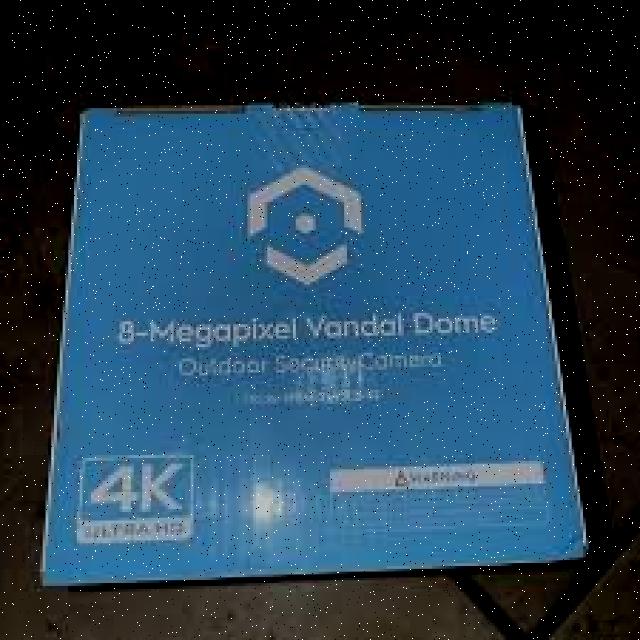 8-Megapixel Vandal Dome
Outdoor Security Camera
4K
ULTRA HD
WARNING